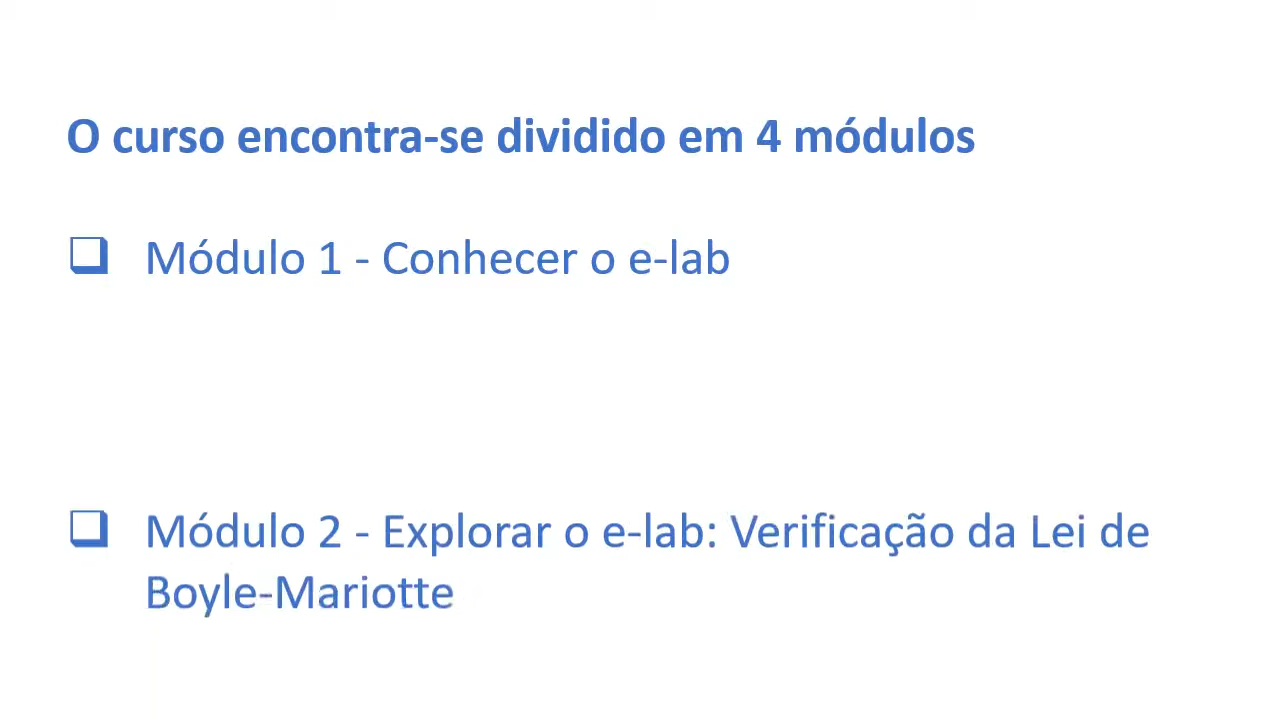 O curso encontra-se dividido em 4 módulos
Módulo 1 - Conhecer o e-lab
Módulo 2 - Explorar o e-lab: Verificação da Lei de
Boyle-Mariotte